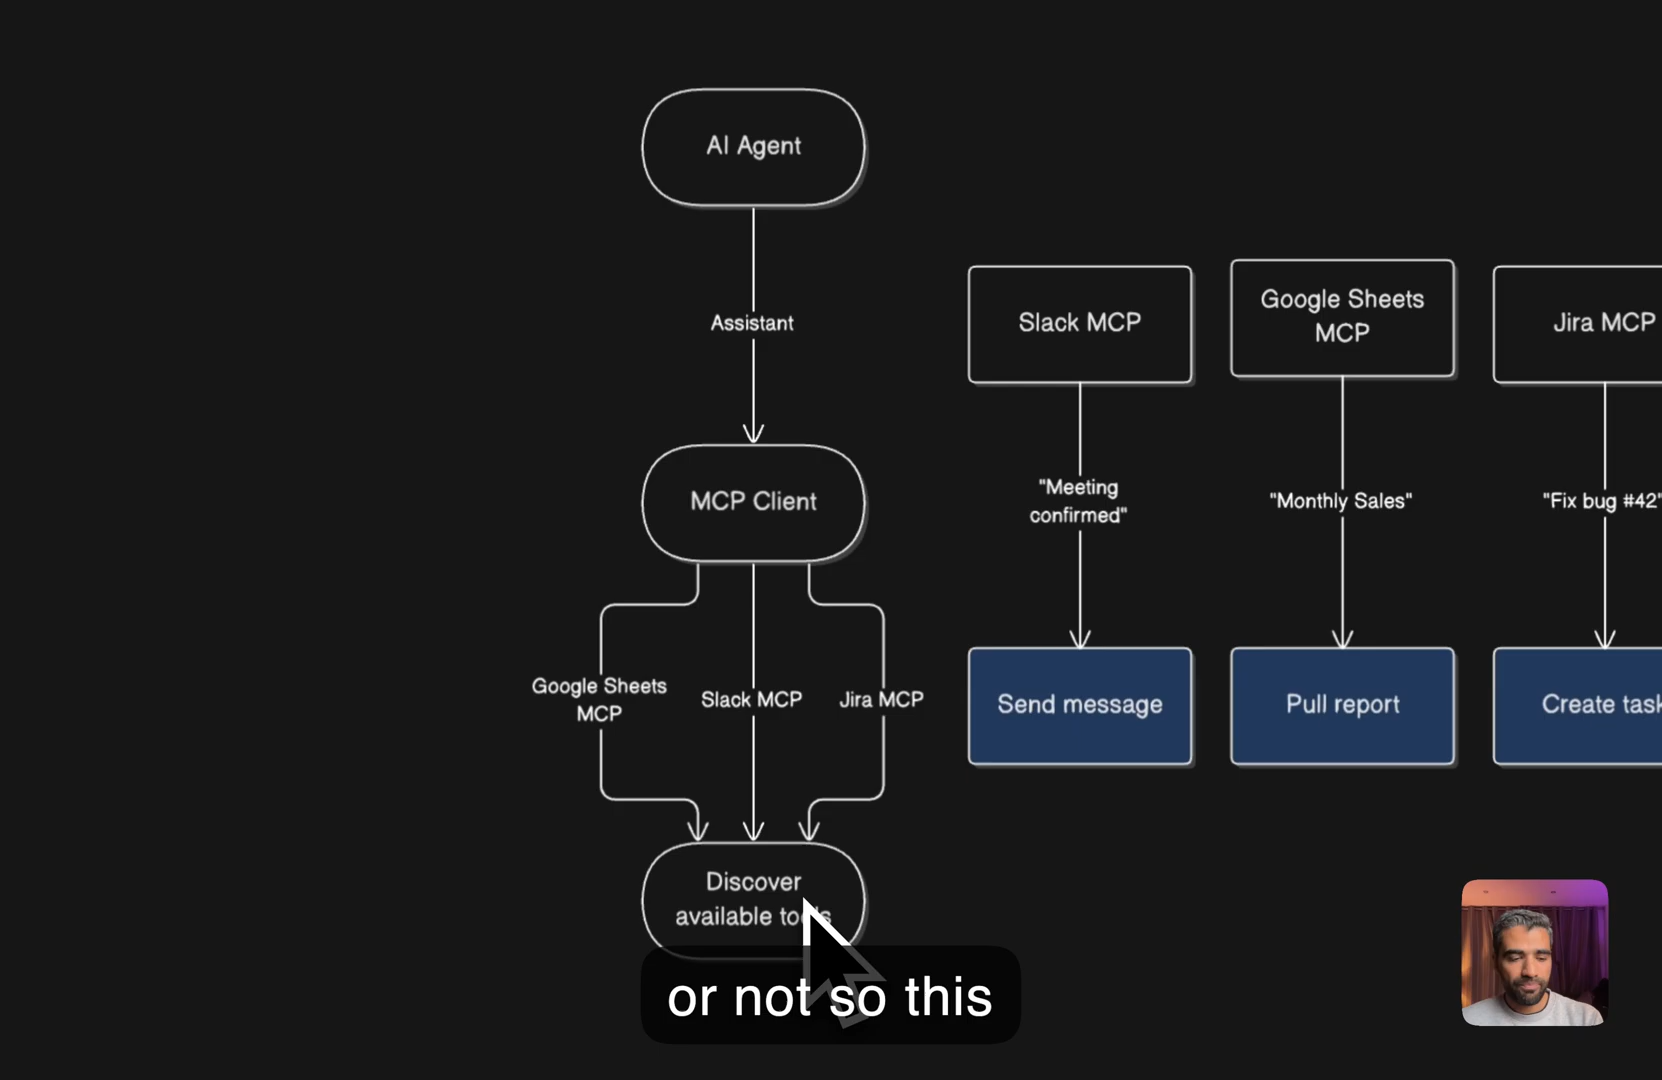 AI Agent
Assistant
MCP Client
Google Sheets
MCP
Slack MCP
Jira MCP
Discover
available tools
Slack MCP
"Meeting
confirmed"
Send message
Google Sheets
MCP
"Monthly Sales"
Pull report
Jira MCP
"Fix bug #42"
Create task
or not so this